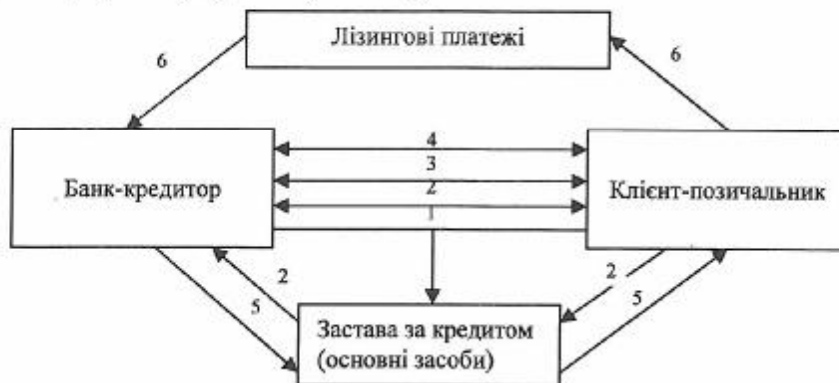 Лізингові платежі
6
6
4
3
Банк-кредитор
2
Клієнт-позичальник
1
2
2
5
5
Застава за кредитом
(основні засоби)